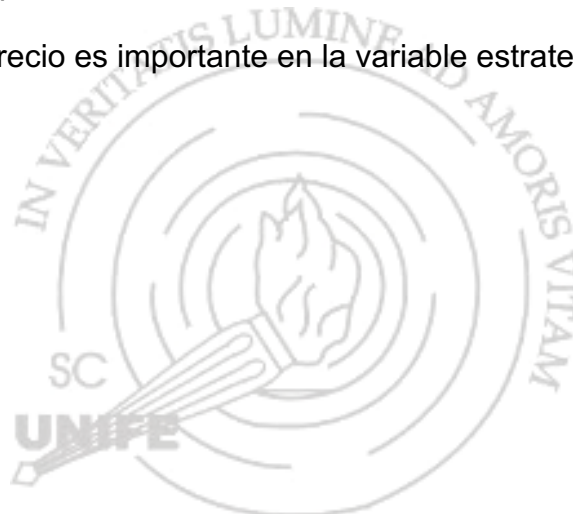 recio es importante en la variable estrate
IN VERITATIS LUMINE AD AMORIS VITAM
SC
UNIFE